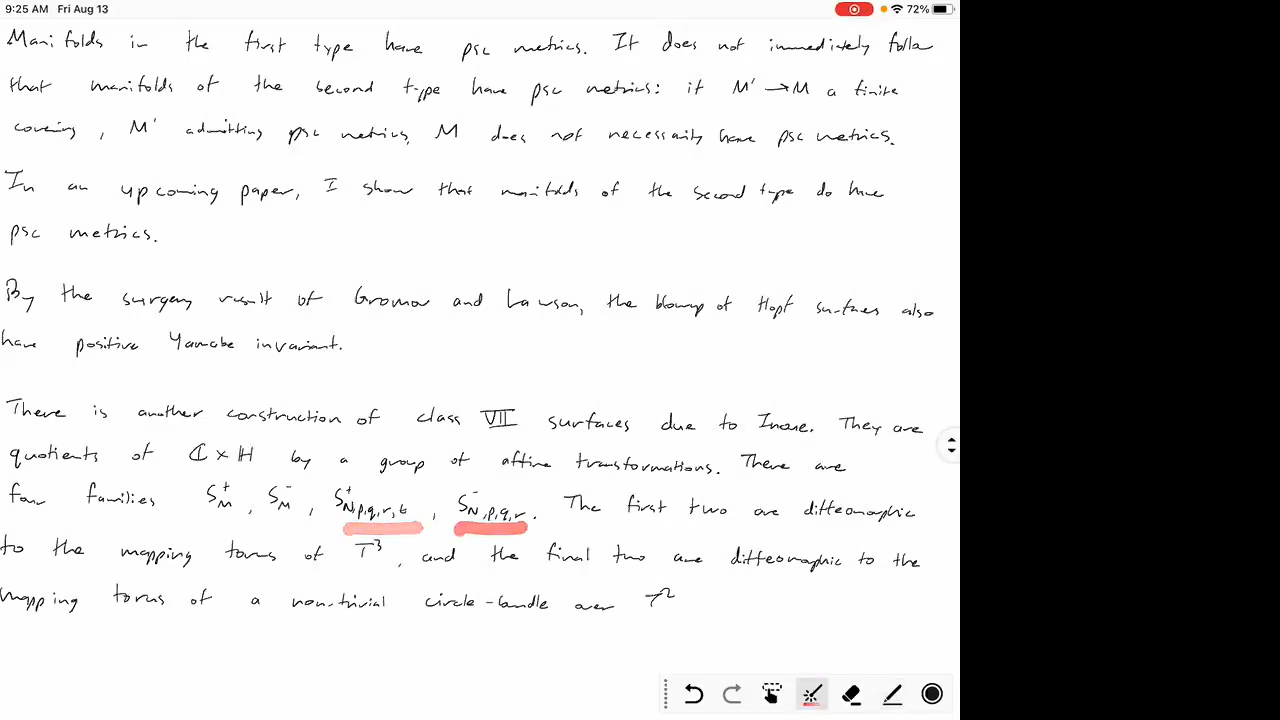 9:25 AM Fri Aug 13 72%
Manifolds in the first type have psc metrics. It does not immediately follow
that manifolds of the second type have psc metrics: if M' → M a finite
covering, M' admitting psc metrics, M does not necessarily have psc metrics.
In an upcoming paper, I show that manifolds of the second type do have
psc metrics.
By the surgery result of Gromov and Lawson, the blowup of Hopf surfaces also
have positive Yamabe invariant.
There is another construction of class VII surfaces due to Inoue. They are
quotients of ℂ × ℍ by a group of affine transformations. There are
four families S_M^+, S_M^-, S_{N,p,q,r,t}^+, S_{N,p,q,r}^-. The first two are diffeomorphic
to the mapping torus of T^3, and the final two are diffeomorphic to the
mapping torus of a non-trivial circle-bundle over T^2